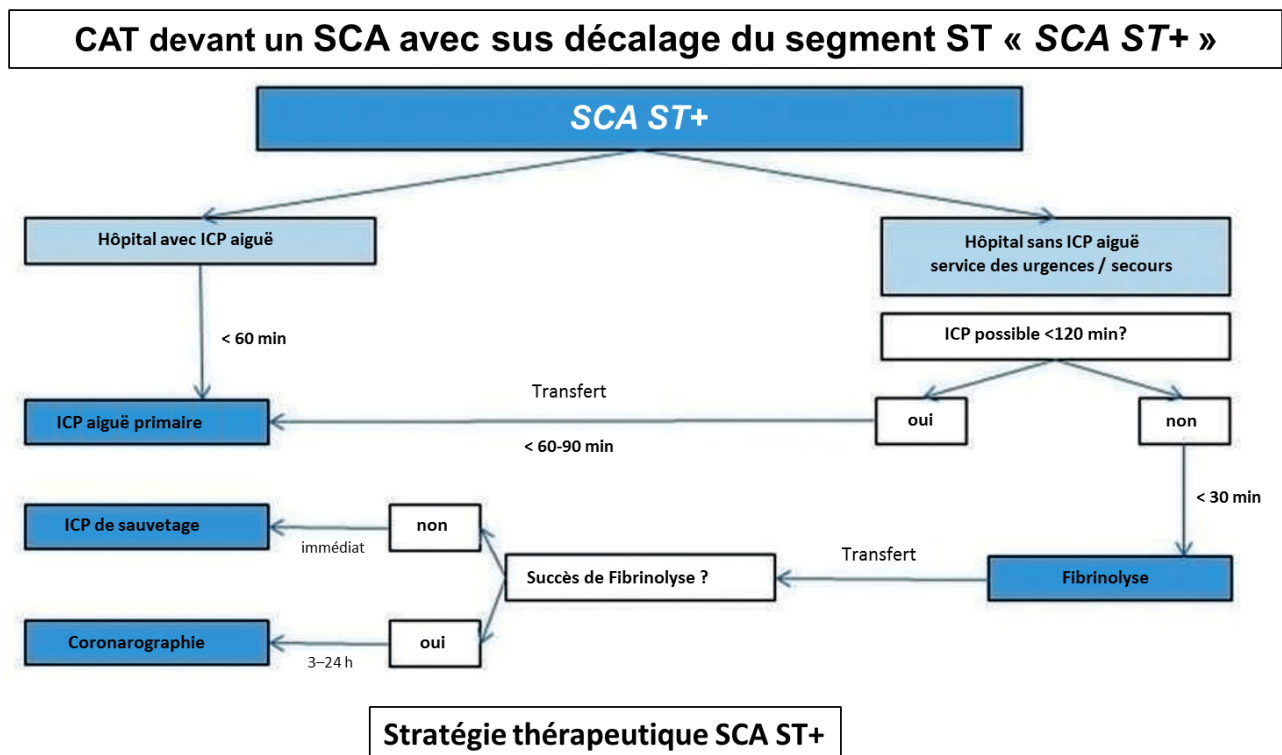 CAT devant un SCA avec sus décalage du segment ST « SCA ST+ »
SCA ST+
Hôpital avec ICP aiguë
Hôpital sans ICP aiguë
service des urgences / secours
< 60 min
ICP possible <120 min?
ICP aiguë primaire
Transfert
< 60-90 min
oui
non
< 30 min
ICP de sauvetage
immédiat
non
Succès de Fibrinolyse ?
Transfert
Fibrinolyse
Coronarographie
3–24 h
oui
Stratégie thérapeutique SCA ST+